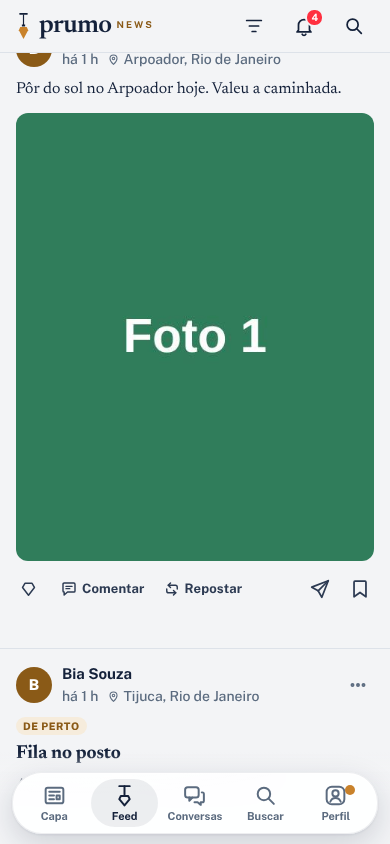 prumo NEWS
4
há 1 h Arpoador, Rio de Janeiro
Pôr do sol no Arpoador hoje. Valeu a caminhada.
Foto 1
Comentar Repostar
B
Bia Souza
há 1 h Tijuca, Rio de Janeiro
DE PERTO
Fila no posto
Capa Feed Conversas Buscar Perfil